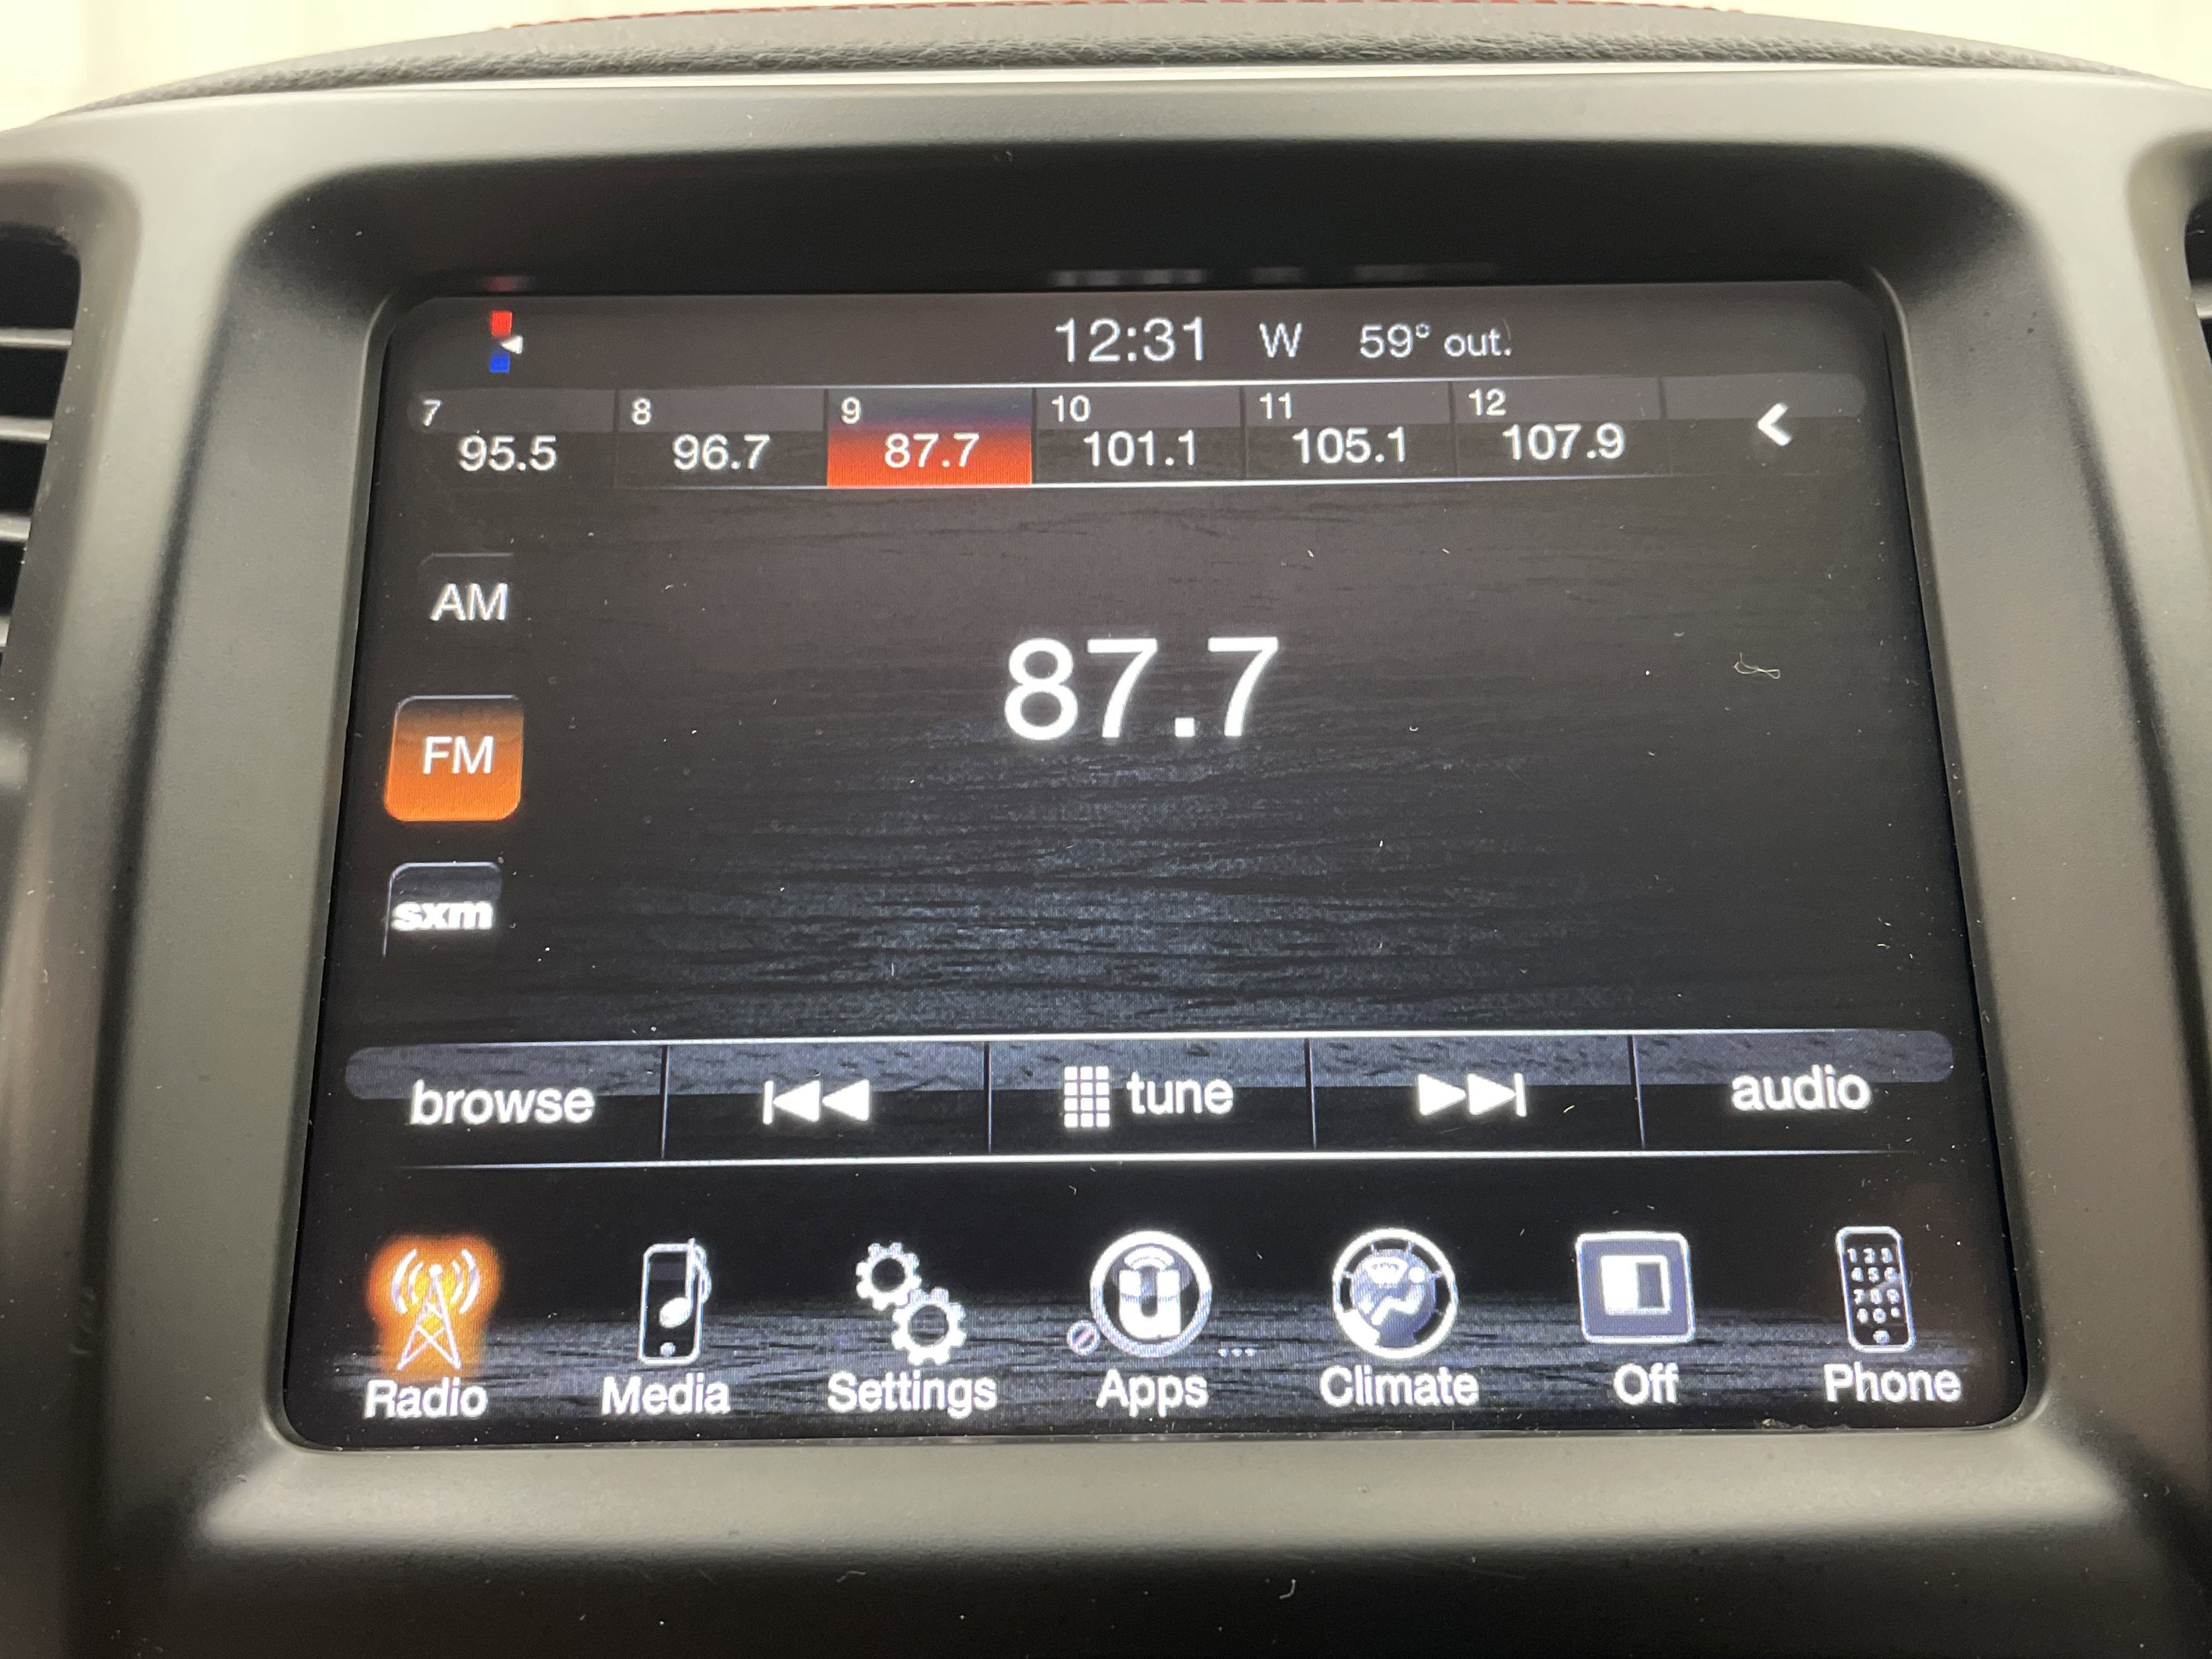 12:31 W 59° out.
7 8 9 10 11 12
95.5 96.7 87.7 101.1 105.1 107.9
AM
87.7
FM
sxm
browse tune audio
Radio Media Settings Apps Climate Off Phone